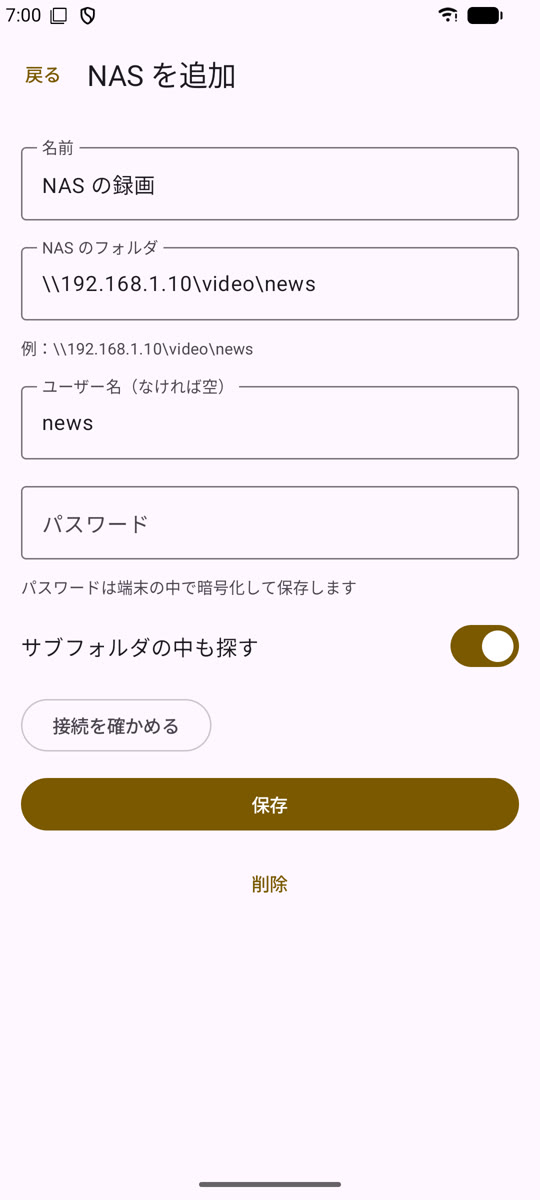 7:00
戻る NAS を追加
名前
NAS の録画
NAS のフォルダ
\\192.168.1.10\video\news
例：\\192.168.1.10\video\news
ユーザー名（なければ空）
news
パスワード
パスワードは端末の中で暗号化して保存します
サブフォルダの中も探す
接続を確かめる
保存
削除